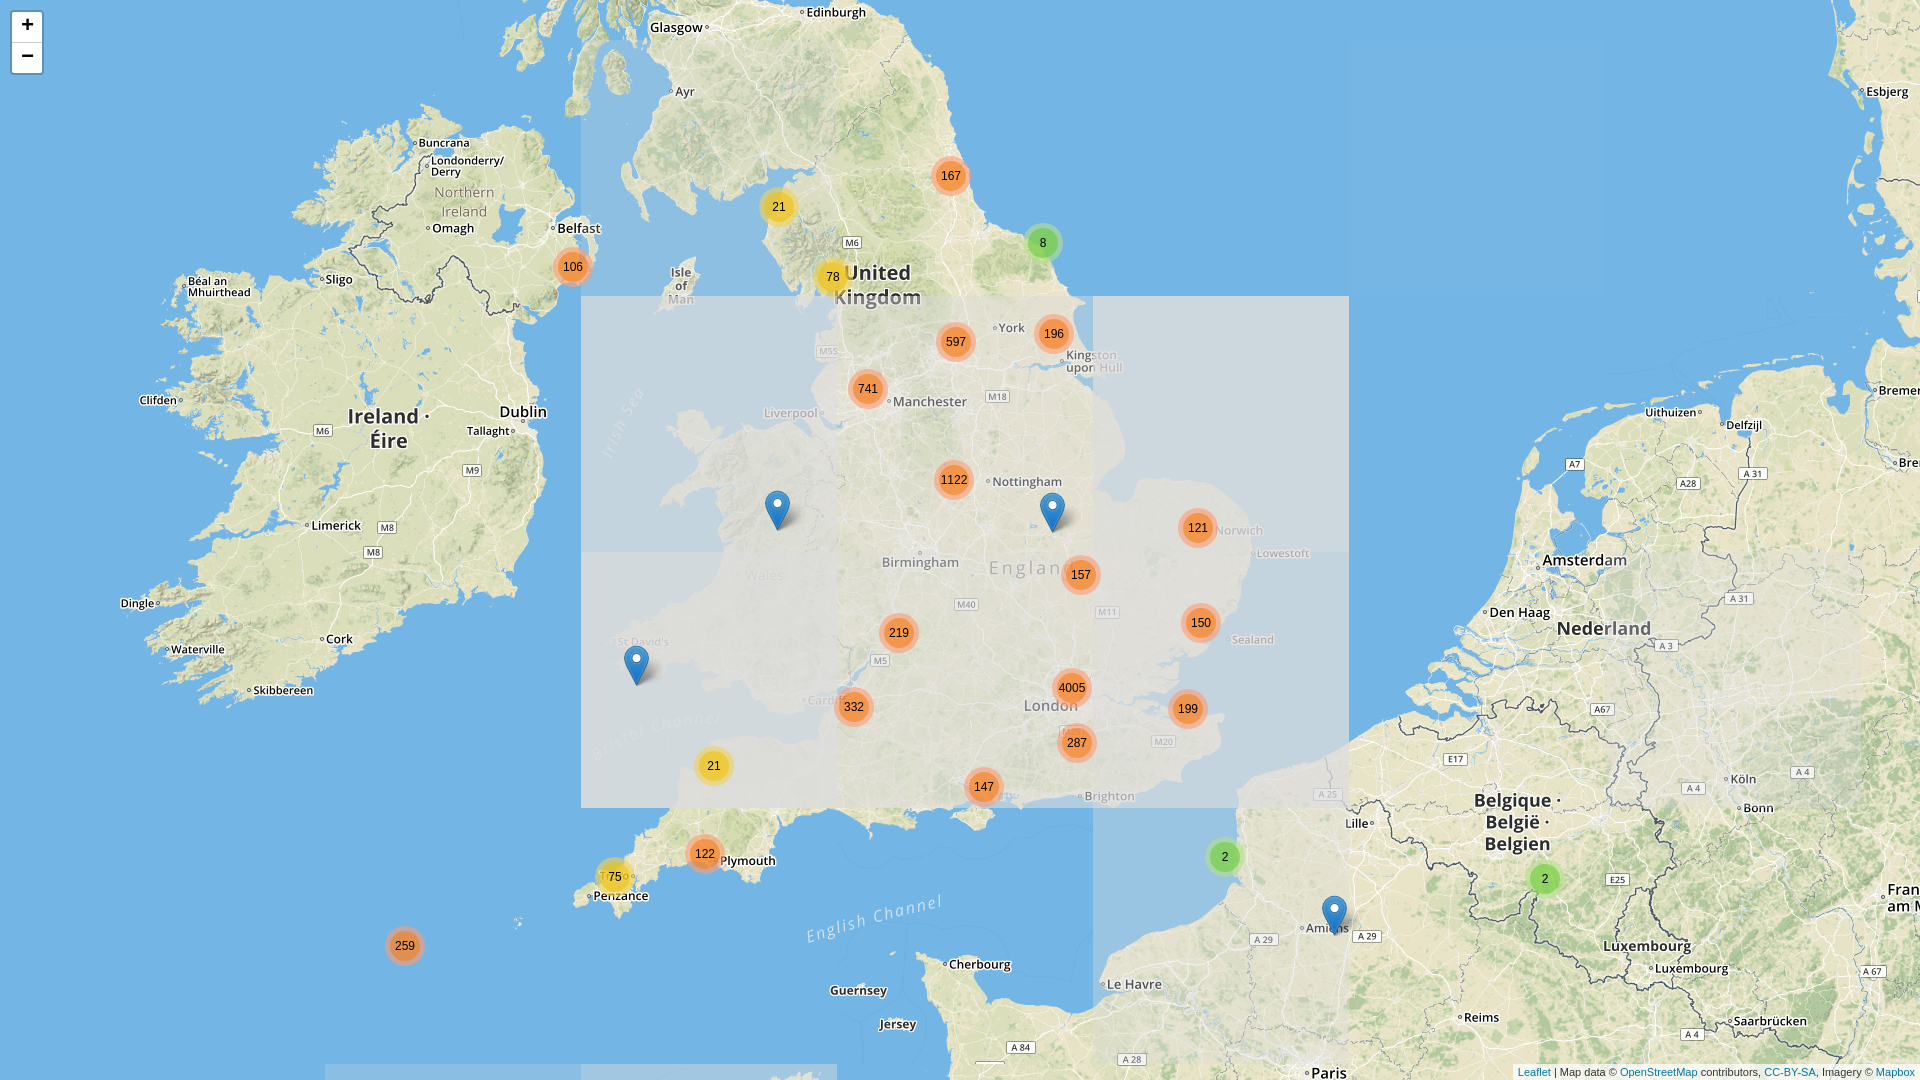 +
−
Glasgow
Edinburgh
Ayr
Esbjerg
Buncrana
Londonderry/
Derry
Northern
Ireland
Omagh
Belfast
167
21
8
M6
106
78
United
Kingdom
Isle
of
Man
Sligo
Béal an
Mhuirthead
York
196
597
M55
Kingston
upon Hull
741
Manchester
M18
Liverpool
Irish Sea
Clifden
Ireland ·
Éire
Dublin
Tallaght
M6
M9
Uithuizen
Delfzijl
Bremer
A7
A 31
A28
Bre
1122
Nottingham
Limerick
M8
M8
121
Norwich
Lowestoft
Birmingham
Englan
157
Wales
Amsterdam
A 31
M40
M11
Dingle
Den Haag
Nederland
Cork
Waterville
St David's
219
150
Sealand
M5
A 3
Skibbereen
4005
London
Cardiff
332
199
A67
Bristol Channel
287
M20
E17
21
147
Brighton
A 25
Köln
A 4
A 4
Bonn
Belgique ·
België ·
Belgien
Lille
122
Plymouth
75
Penzance
2
2
E25
Fran
am M
English Channel
259
Amiens
A 29
A 29
Luxembourg
Luxembourg
A 67
Cherbourg
Le Havre
Guernsey
Jersey
Reims
Saarbrücken
A 4
A 84
A 28
Paris
Leaflet | Map data © OpenStreetMap contributors, CC-BY-SA, Imagery © Mapbox